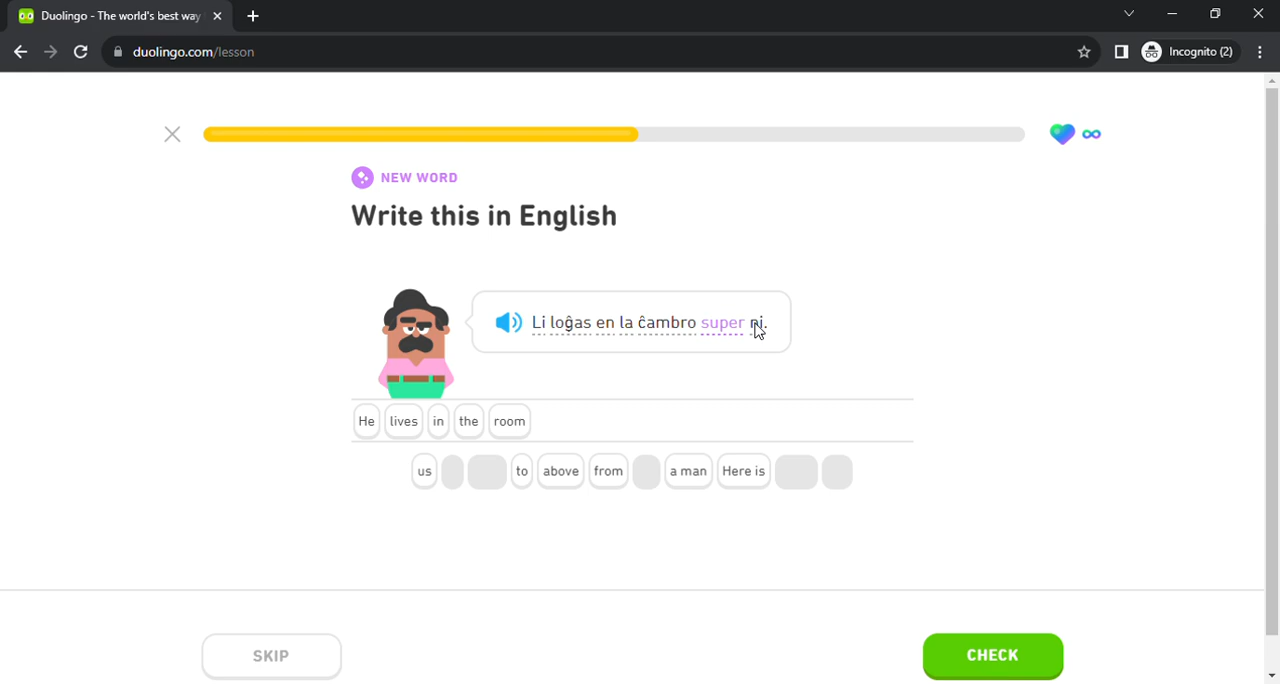 Duolingo - The world's best way
duolingo.com/lesson
Incognito (2)
NEW WORD
Write this in English
Li loĝas en la ĉambro super ni.
He lives in the room
us to above from a man Here is
SKIP CHECK